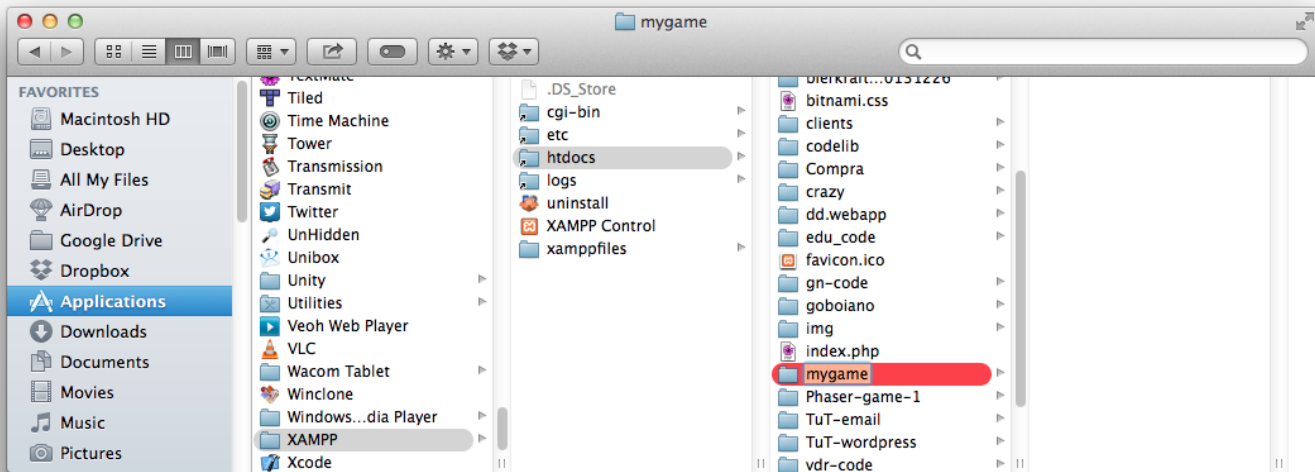 mygame
FAVORITES
Macintosh HD
Desktop
All My Files
AirDrop
Google Drive
Dropbox
Applications
Downloads
Documents
Movies
Music
Pictures
TextMate
Tiled
Time Machine
Tower
Transmission
Transmit
Twitter
UnHidden
Unibox
Unity
Utilities
Veoh Web Player
VLC
Wacom Tablet
Winclone
Windows...dia Player
XAMPP
Xcode
.DS_Store
cgi-bin
etc
htdocs
logs
uninstall
XAMPP Control
xamppfiles
bierkraft...0131226
bitnami.css
clients
codelib
Compra
crazy
dd.webapp
edu_code
favicon.ico
gn-code
goboiano
img
index.php
mygame
Phaser-game-1
TuT-email
TuT-wordpress
vdr-code